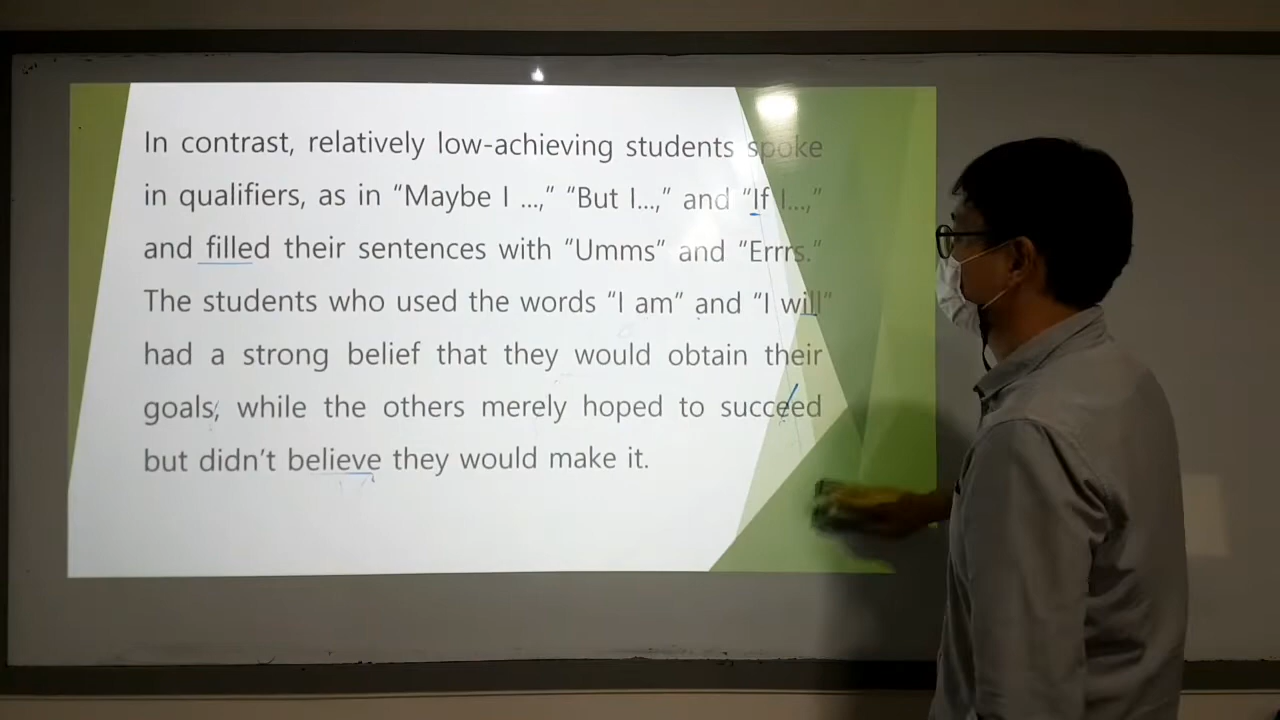 In contrast, relatively low-achieving students spoke
in qualifiers, as in “Maybe I ...,” “But I...,” and “If I...,”
and filled their sentences with “Umms” and “Errrs.”
The students who used the words “I am” and “I will”
had a strong belief that they would obtain their
goals, while the others merely hoped to succeed
but didn’t believe they would make it.